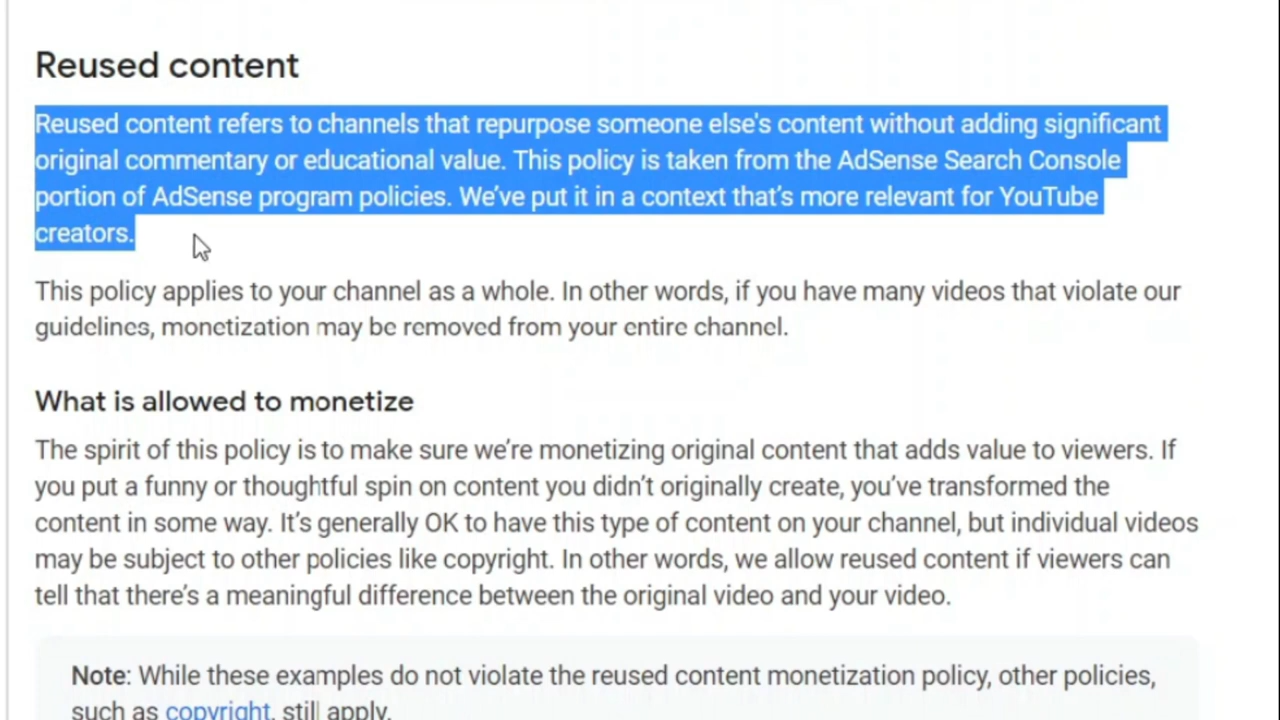 Reused content
Reused content refers to channels that repurpose someone else's content without adding significant
original commentary or educational value. This policy is taken from the AdSense Search Console
portion of AdSense program policies. We’ve put it in a context that’s more relevant for YouTube
creators.
This policy applies to your channel as a whole. In other words, if you have many videos that violate our
guidelines, monetization may be removed from your entire channel.
What is allowed to monetize
The spirit of this policy is to make sure we’re monetizing original content that adds value to viewers. If
you put a funny or thoughtful spin on content you didn’t originally create, you’ve transformed the
content in some way. It’s generally OK to have this type of content on your channel, but individual videos
may be subject to other policies like copyright. In other words, we allow reused content if viewers can
tell that there’s a meaningful difference between the original video and your video.
Note: While these examples do not violate the reused content monetization policy, other policies,
such as copyright, still apply.